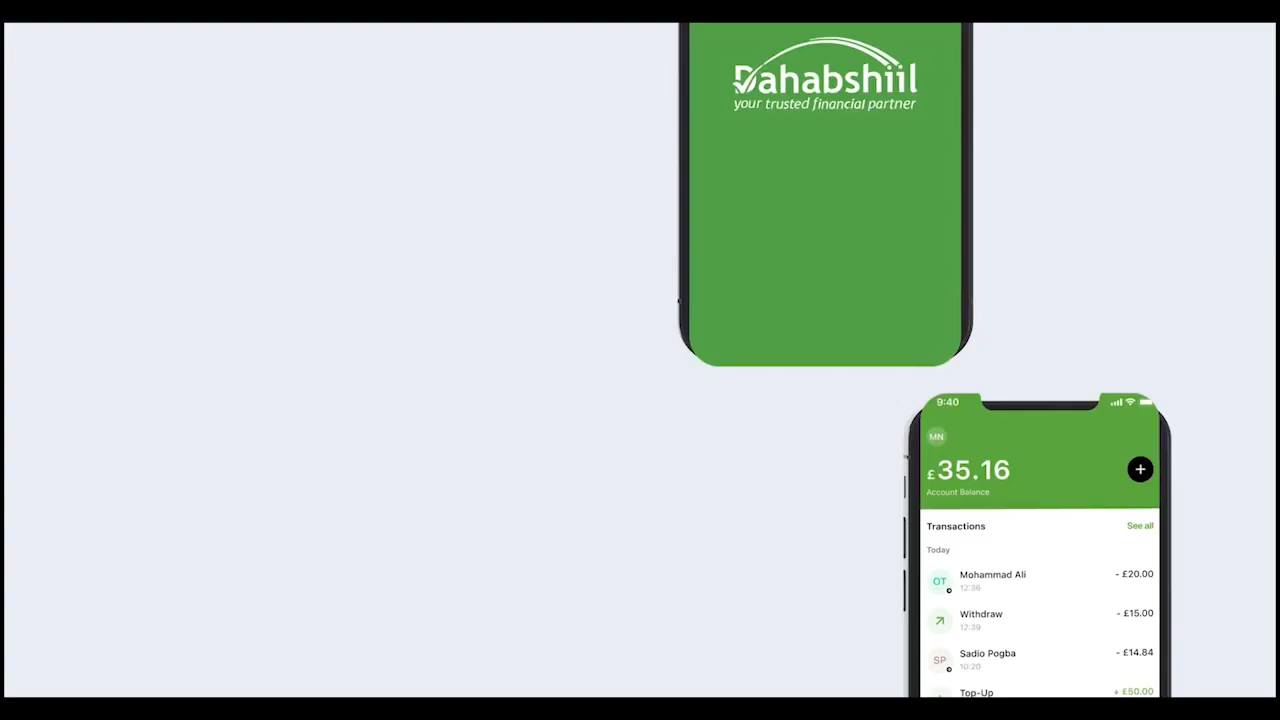 Dahabshiil
your trusted financial partner
9:40
MN
£35.16
Account Balance
Transactions
See all
Today
OT
Mohammad Ali
- £20.00
12:36
Withdraw
- £15.00
12:39
SP
Sadio Pogba
- £14.84
10:20
Top-Up
+ £50.00